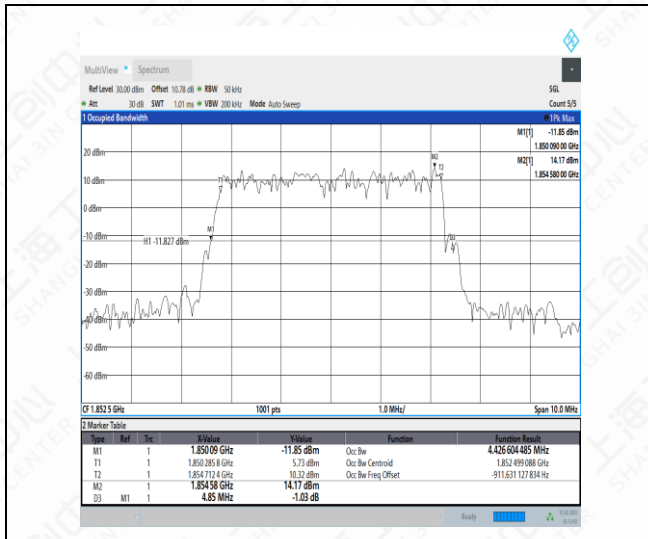 MultiView Spectrum
Ref Level 30.00 dBm Offset 10.78 dB RBW 50 kHz SGL
Att 30 dB SWT 1.01 ms VBW 200 kHz Mode Auto Sweep Count 5/5
1 Occupied Bandwidth 1Pk Max
M1[1] -11.85 dBm
1.850 090 00 GHz
M2[1] 14.17 dBm
1.854 580 00 GHz
20 dBm
M2
T2
T1
10 dBm
0 dBm
M1
-10 dBm
H1 -11.827 dBm
D3
-20 dBm
-30 dBm
-40 dBm
-50 dBm
-60 dBm
CF 1.852 5 GHz 1001 pts 1.0 MHz/ Span 10.0 MHz
2 Marker Table
Type Ref Trc X-Value Y-Value Function Function Result
M1 1 1.850 09 GHz -11.85 dBm Occ Bw 4.426 604 485 MHz
T1 1 1.850 285 8 GHz 5.73 dBm Occ Bw Centroid 1.852 499 088 GHz
T2 1 1.854 712 4 GHz 10.32 dBm Occ Bw Freq Offset -911.631 127 834 Hz
M2 1 1.854 58 GHz 14.17 dBm
D3 M1 1 4.85 MHz -1.03 dB
Ready